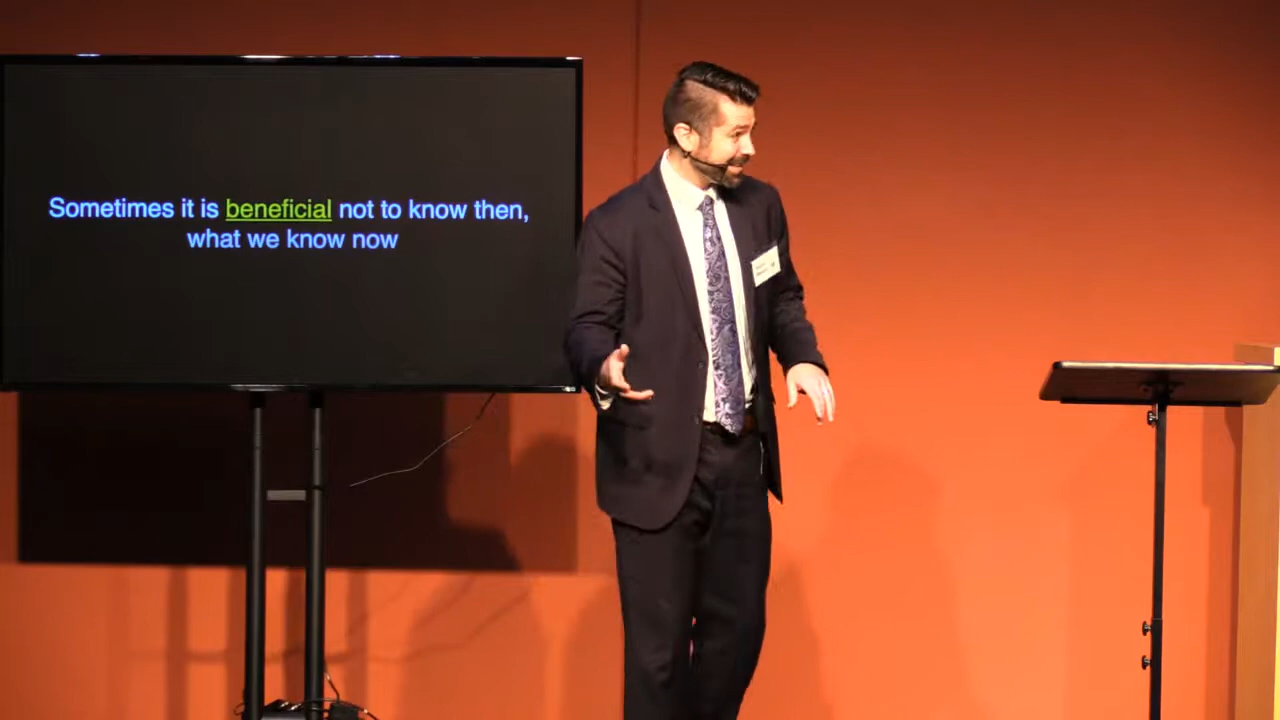 Sometimes it is beneficial not to know then,
what we know now